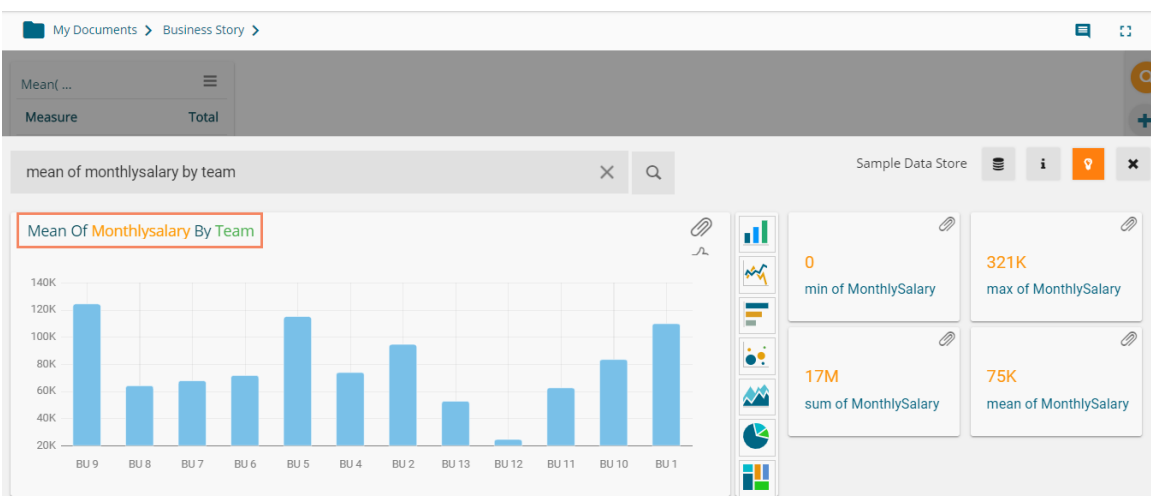 My Documents > Business Story >
Mean( ...
Measure Total
mean of monthlysalary by team
Sample Data Store
i
Mean Of Monthlysalary By Team
140K
120K
100K
80K
60K
40K
20K
BU 9 BU 8 BU 7 BU 6 BU 5 BU 4 BU 2 BU 13 BU 12 BU 11 BU 10 BU 1
0
min of MonthlySalary
321K
max of MonthlySalary
17M
sum of MonthlySalary
75K
mean of MonthlySalary